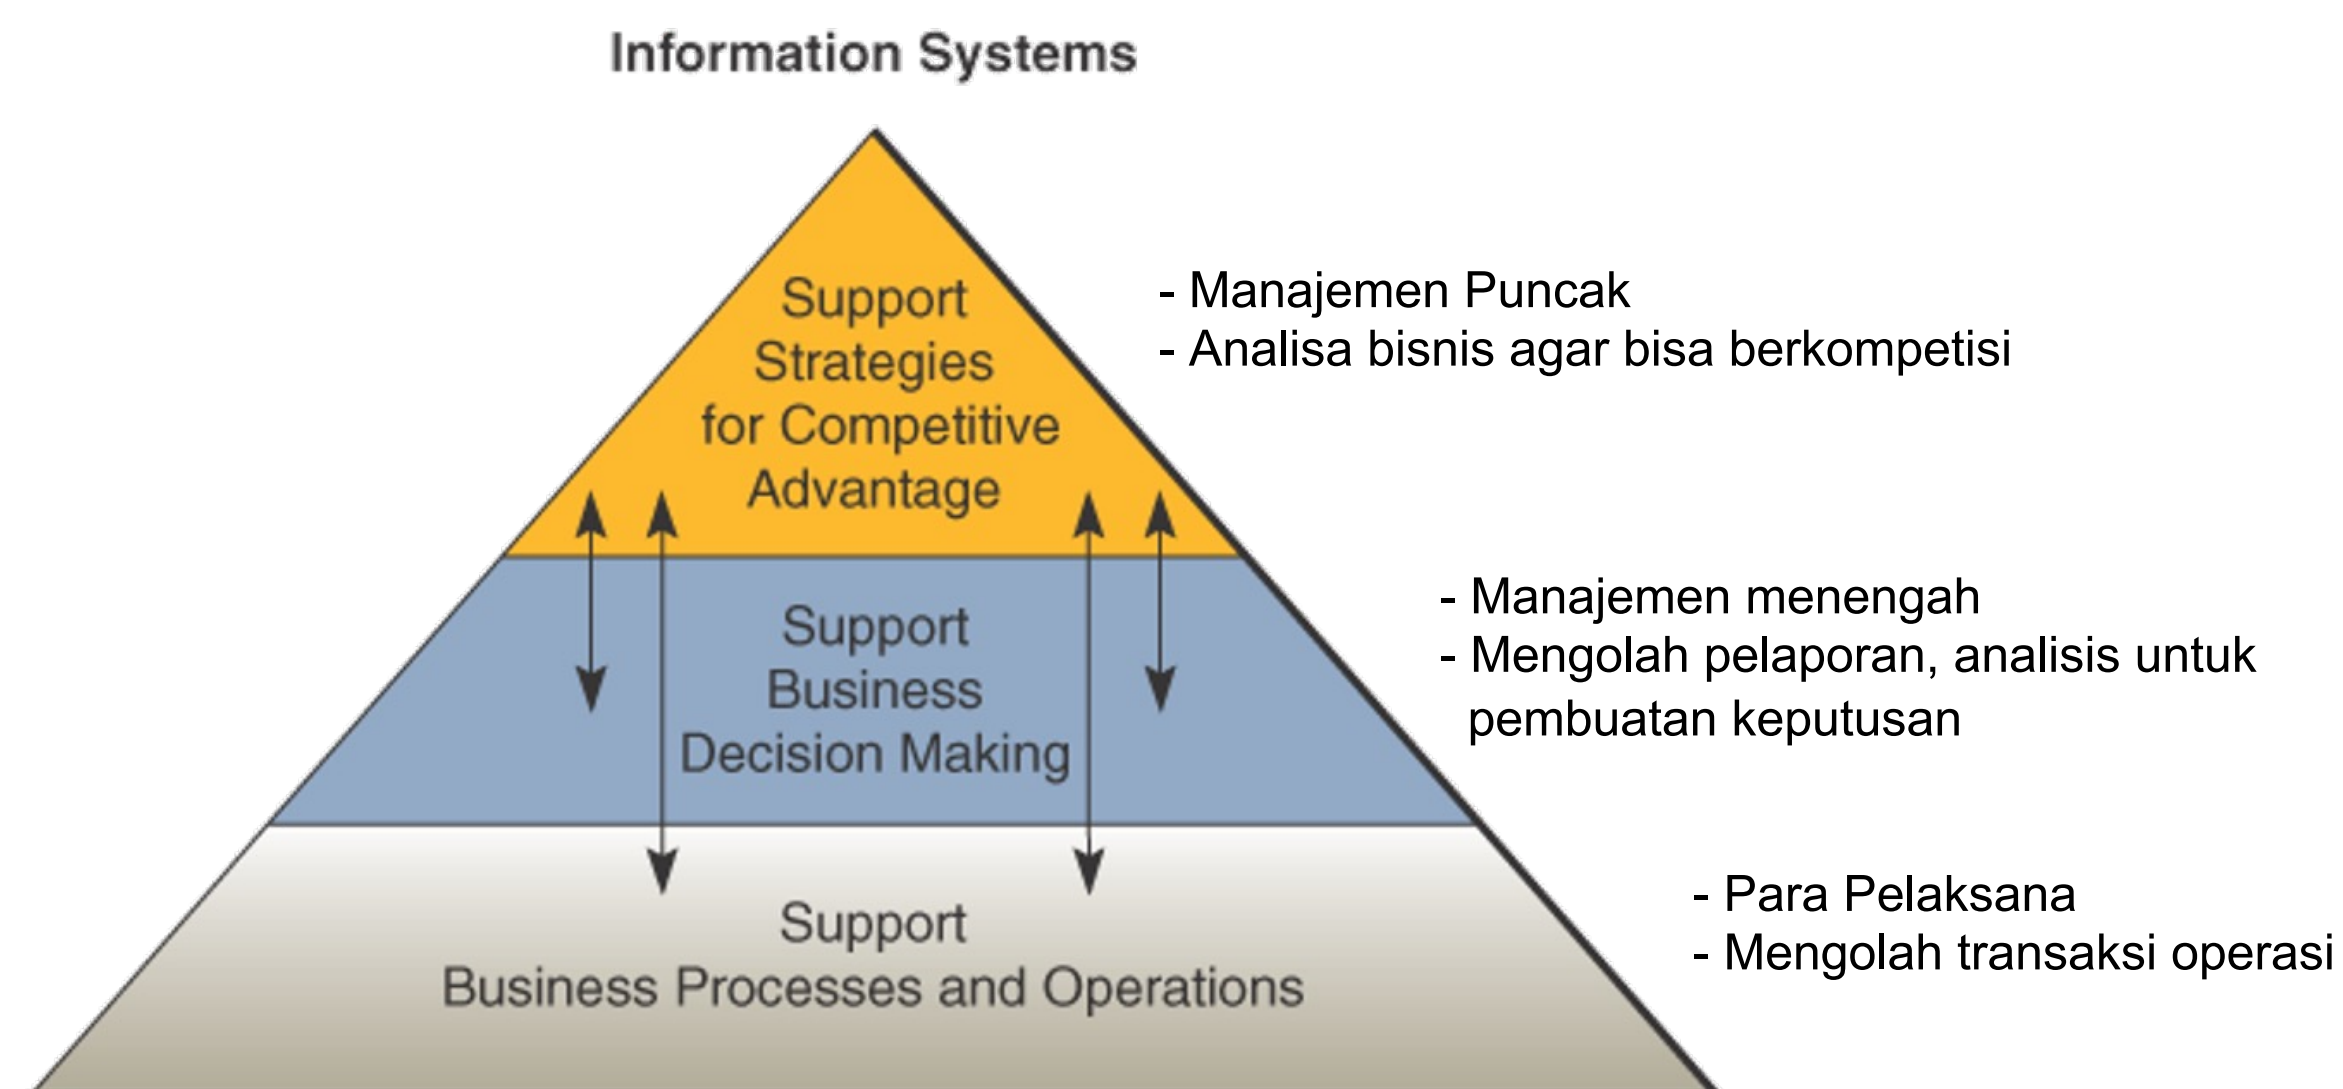 Information Systems
Support
Strategies
for Competitive
Advantage
- Manajemen Puncak
- Analisa bisnis agar bisa berkompetisi
Support
Business
Decision Making
- Manajemen menengah
- Mengolah pelaporan, analisis untuk
pembuatan keputusan
Support
Business Processes and Operations
- Para Pelaksana
- Mengolah transaksi operasi